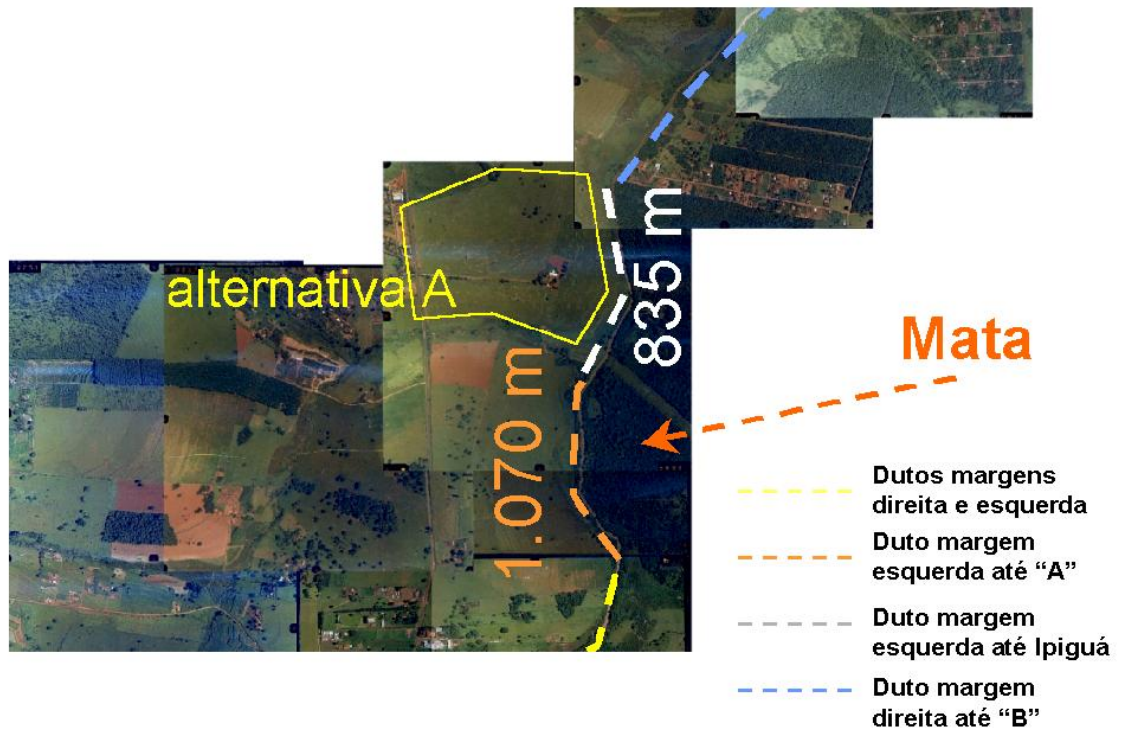 alternativa A
835 m
1.070 m
Mata
Dutos margens
direita e esquerda
Duto margem
esquerda até “A”
Duto margem
esquerda até Ipiguá
Duto margem
direita até “B”